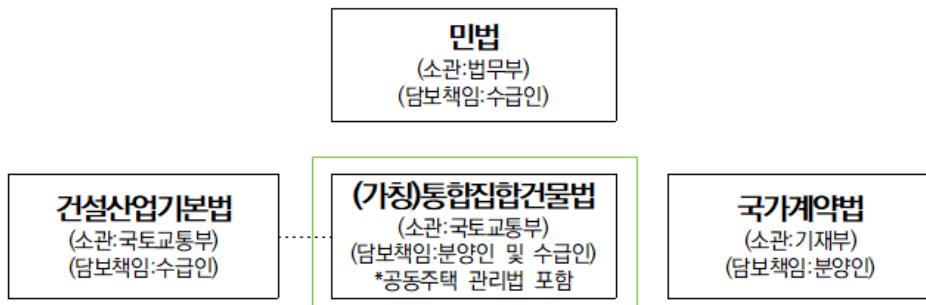 민법
(소관:법무부)
(담보책임:수급인)
건설산업기본법
(소관:국토교통부)
(담보책임:수급인)
(가칭)통합집합건물법
(소관:국토교통부)
(담보책임:분양인 및 수급인)
*공동주택 관리법 포함
국가계약법
(소관:기재부)
(담보책임:분양인)